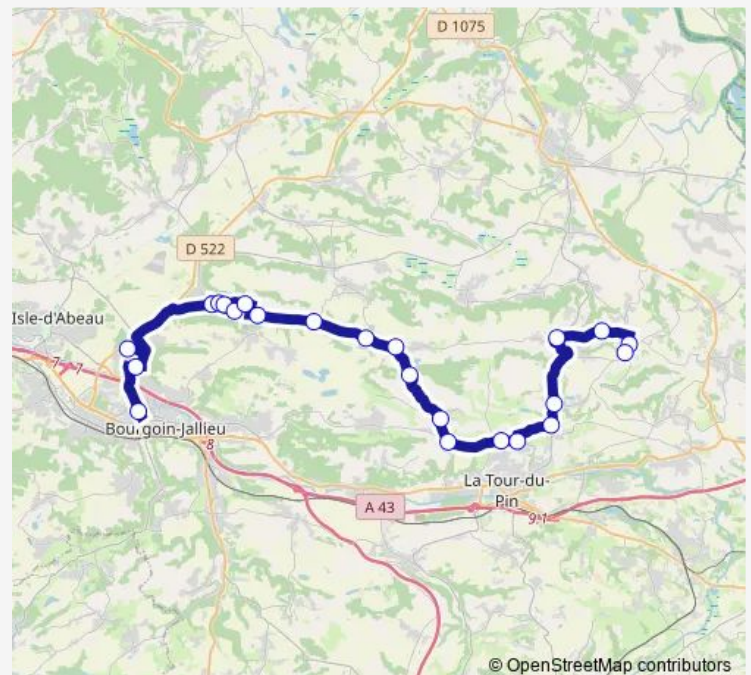 D 1075
D 522
Isle-d'Abeau
7
7
Bourgoin-Jallieu
8
La Tour-du-
Pin
A 43
9.1
© OpenStreetMap contributors